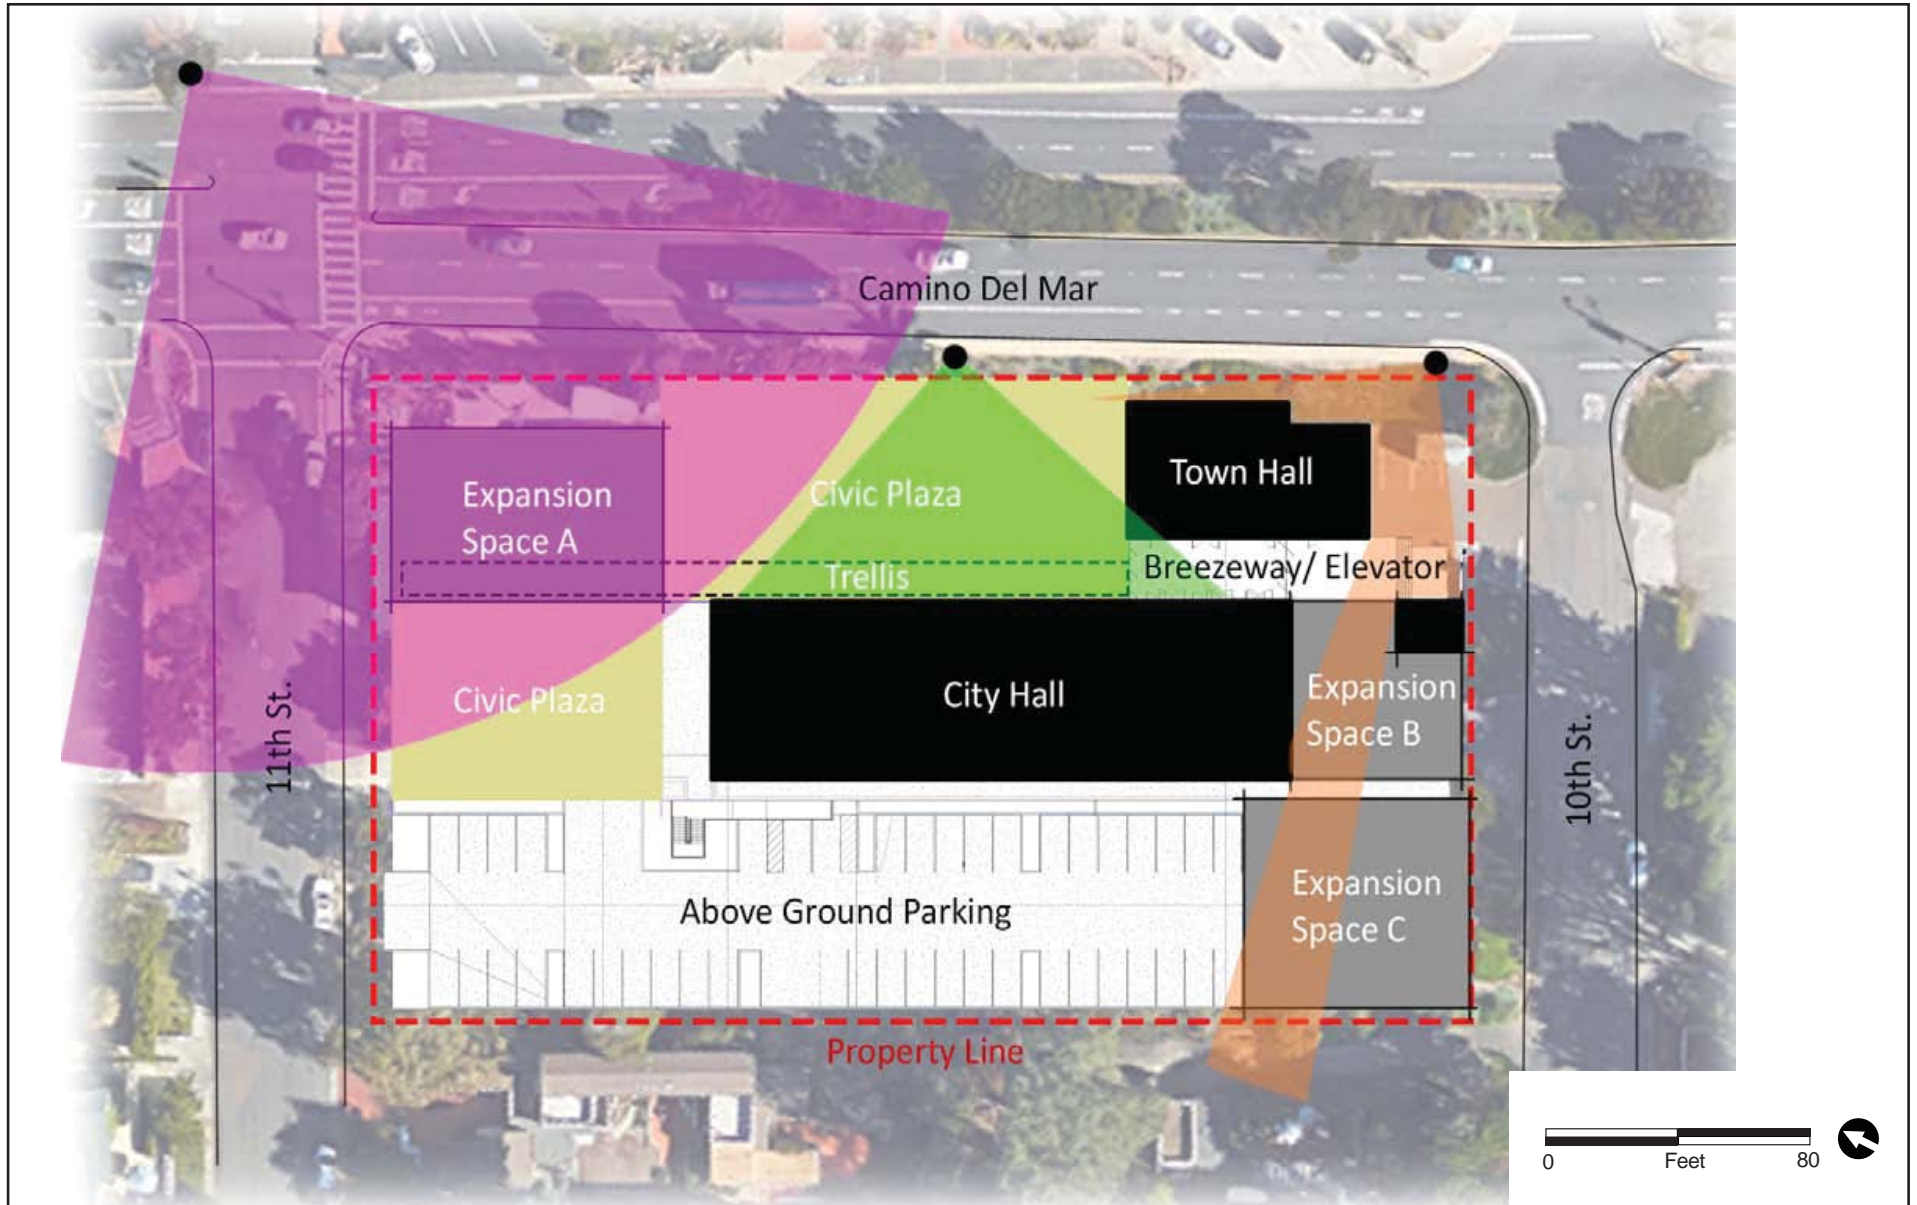 Camino Del Mar
Expansion
Space A
Civic Plaza
Town Hall
Trellis
Breezeway/ Elevator
Civic Plaza
City Hall
Expansion
Space B
11th St.
10th St.
Above Ground Parking
Expansion
Space C
Property Line
0 Feet 80